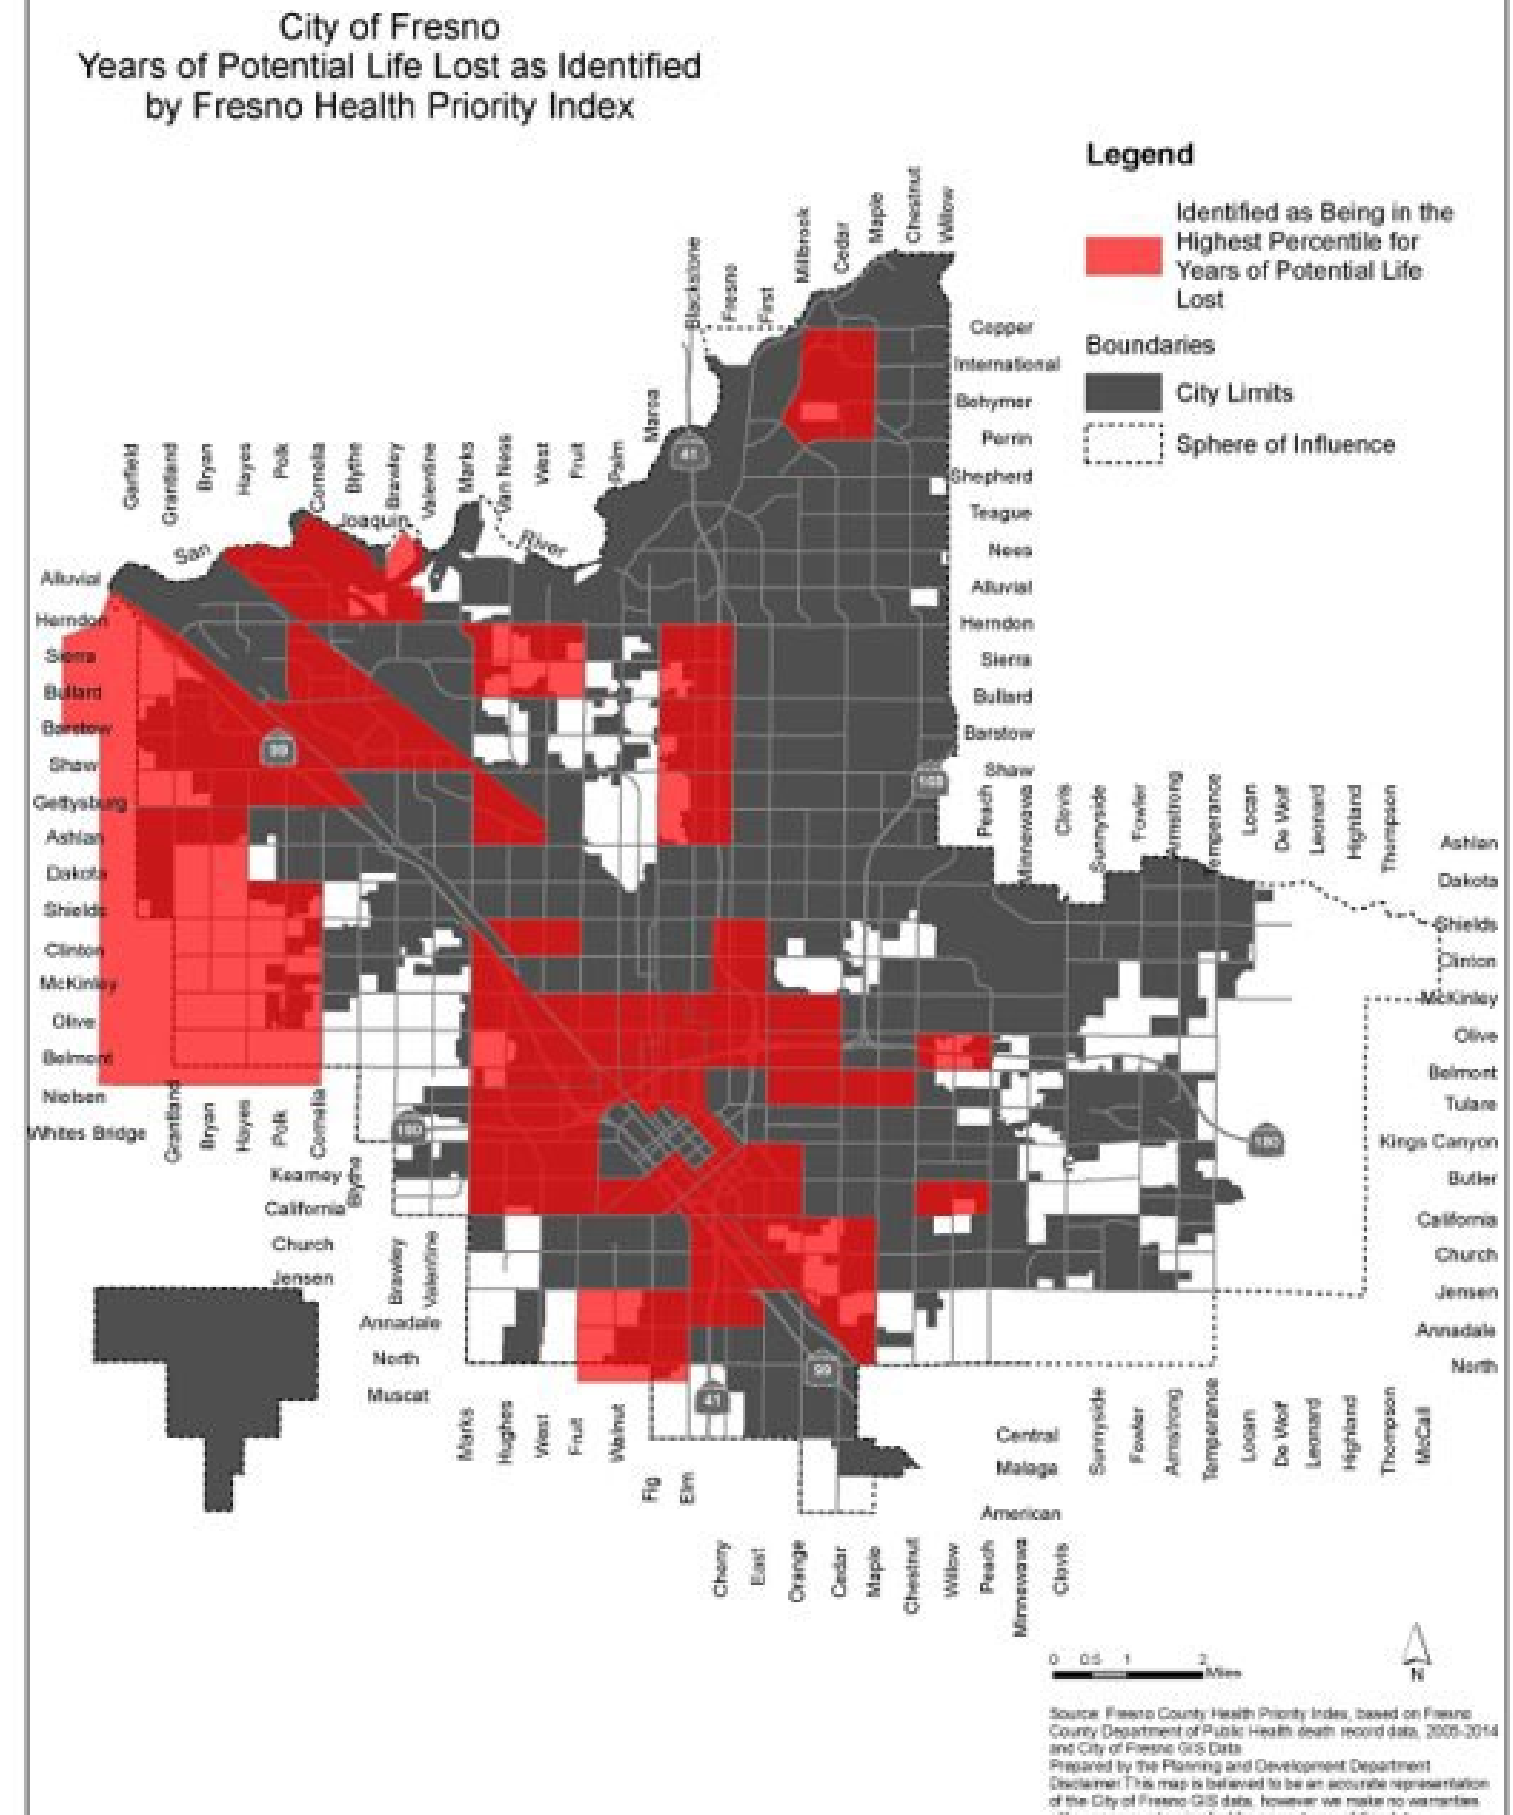 City of Fresno
Years of Potential Life Lost as Identified
by Fresno Health Priority Index
Legend
Identified as Being in the
Highest Percentile for
Years of Potential Life
Lost
Boundaries
City Limits
Sphere of Influence
Blackstone
Fresno
First
Millbrook
Cedar
Maple
Chestnut
Willow
Copper
International
Behymer
Perrin
Shepherd
Teague
Nees
Alluvial
Herndon
Sierra
Bullard
Barstow
Shaw
Garfield
Grantland
Bryan
Hayes
Polk
Cornelia
Blythe
Brawley
Valentine
Marks
Van Ness
West
Fruit
Palm
Maroa
41
San
Joaquin
River
Alluvial
Herndon
Sierra
Bullard
Barstow
Shaw
Gettysburg
Ashlan
Dakota
Shields
Clinton
McKinley
Olive
Belmont
Nielsen
Whites Bridge
99
168
Peach
Minnewawa
Clovis
Sunnyside
Fowler
Armstrong
Temperance
Locan
De Wolf
Leonard
Highland
Thompson
Ashlan
Dakota
Shields
Clinton
McKinley
Olive
Belmont
Tulare
Kings Canyon
Butler
California
Church
Jensen
Annadale
North
180
Grantland
Bryan
Hayes
Polk
Cornelia
Blythe
180
Kearney
California
Church
Jensen
Brawley
Valentine
Annadale
North
Muscat
99
41
Marks
Hughes
West
Fruit
Walnut
Fig
Elm
Central
Malaga
American
Sunnyside
Fowler
Armstrong
Temperance
Locan
De Wolf
Leonard
Highland
Thompson
McCall
Cherry
East
Orange
Cedar
Maple
Chestnut
Willow
Peach
Minnewawa
Clovis
0 0.5 1 2
Miles
N
Source: Fresno County Health Priority Index, based on Fresno
County Department of Public Health death record data, 2005-2014
and City of Fresno GIS Data
Prepared by the Planning and Development Department
Disclaimer: This map is believed to be an accurate representation
of the City of Fresno GIS data, however we make no warranties